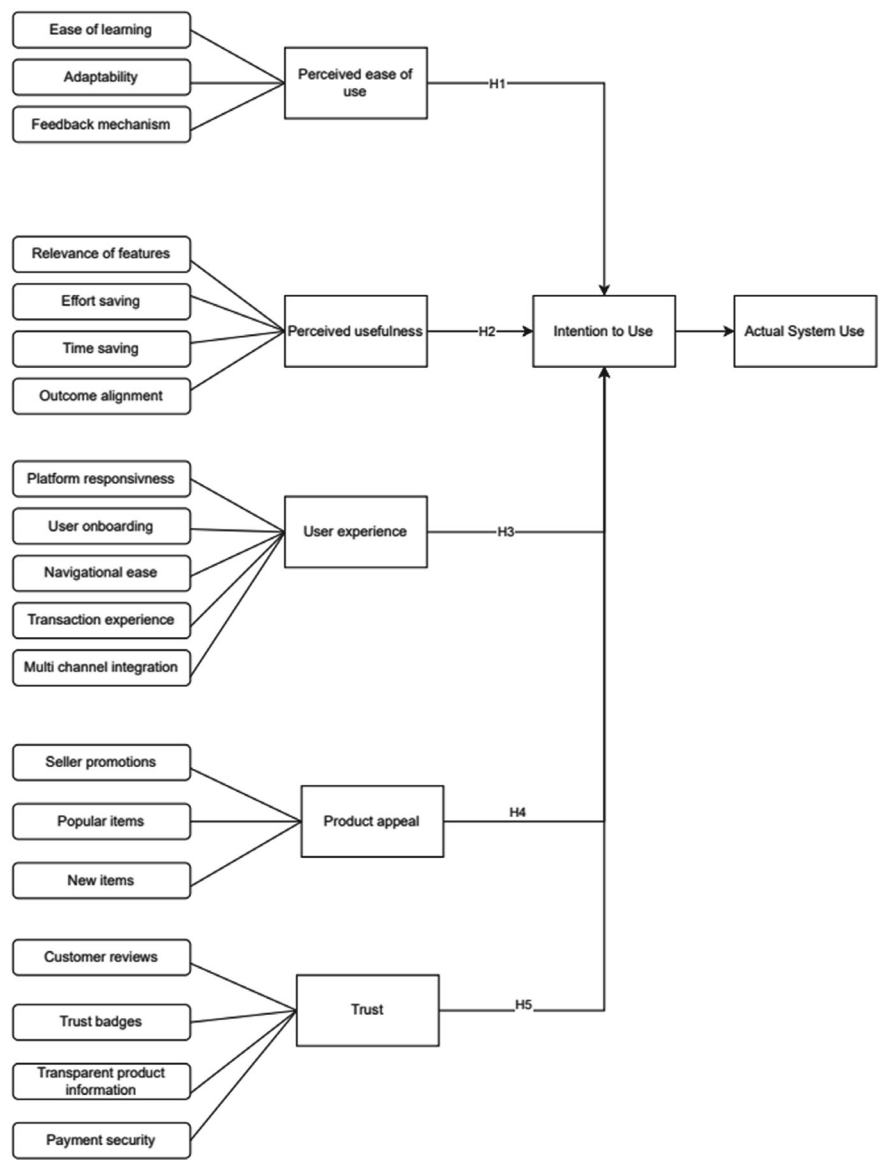 Ease of learning
Adaptability
Feedback mechanism
Perceived ease of
use
H1
Relevance of features
Effort saving
Time saving
Outcome alignment
Perceived usefulness
H2
Intention to Use
Actual System Use
Platform responsivness
User onboarding
Navigational ease
Transaction experience
Multi channel integration
User experience
H3
Seller promotions
Popular items
New items
Product appeal
H4
Customer reviews
Trust badges
Transparent product
information
Payment security
Trust
H5